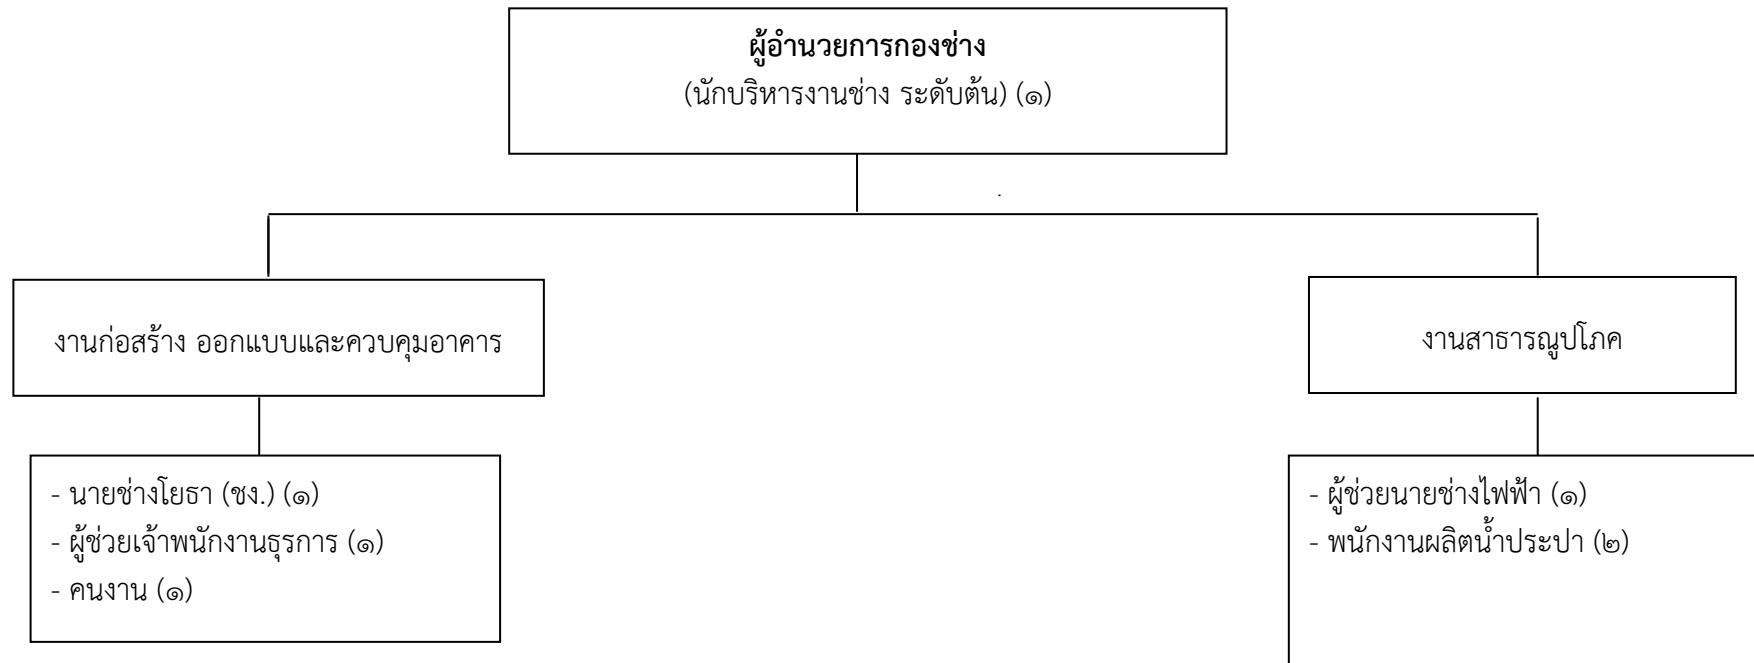 ผู้อำนวยการกองช่าง
(นักบริหารงานช่าง ระดับต้น) (๑)
งานก่อสร้าง ออกแบบและควบคุมอาคาร
งานสาธารณูปโภค
- นายช่างโยธา (ชง.) (๑)
- ผู้ช่วยเจ้าพนักงานธุรการ (๑)
- คนงาน (๑)
- ผู้ช่วยนายช่างไฟฟ้า (๑)
- พนักงานผลิตน้ำประปา (๒)